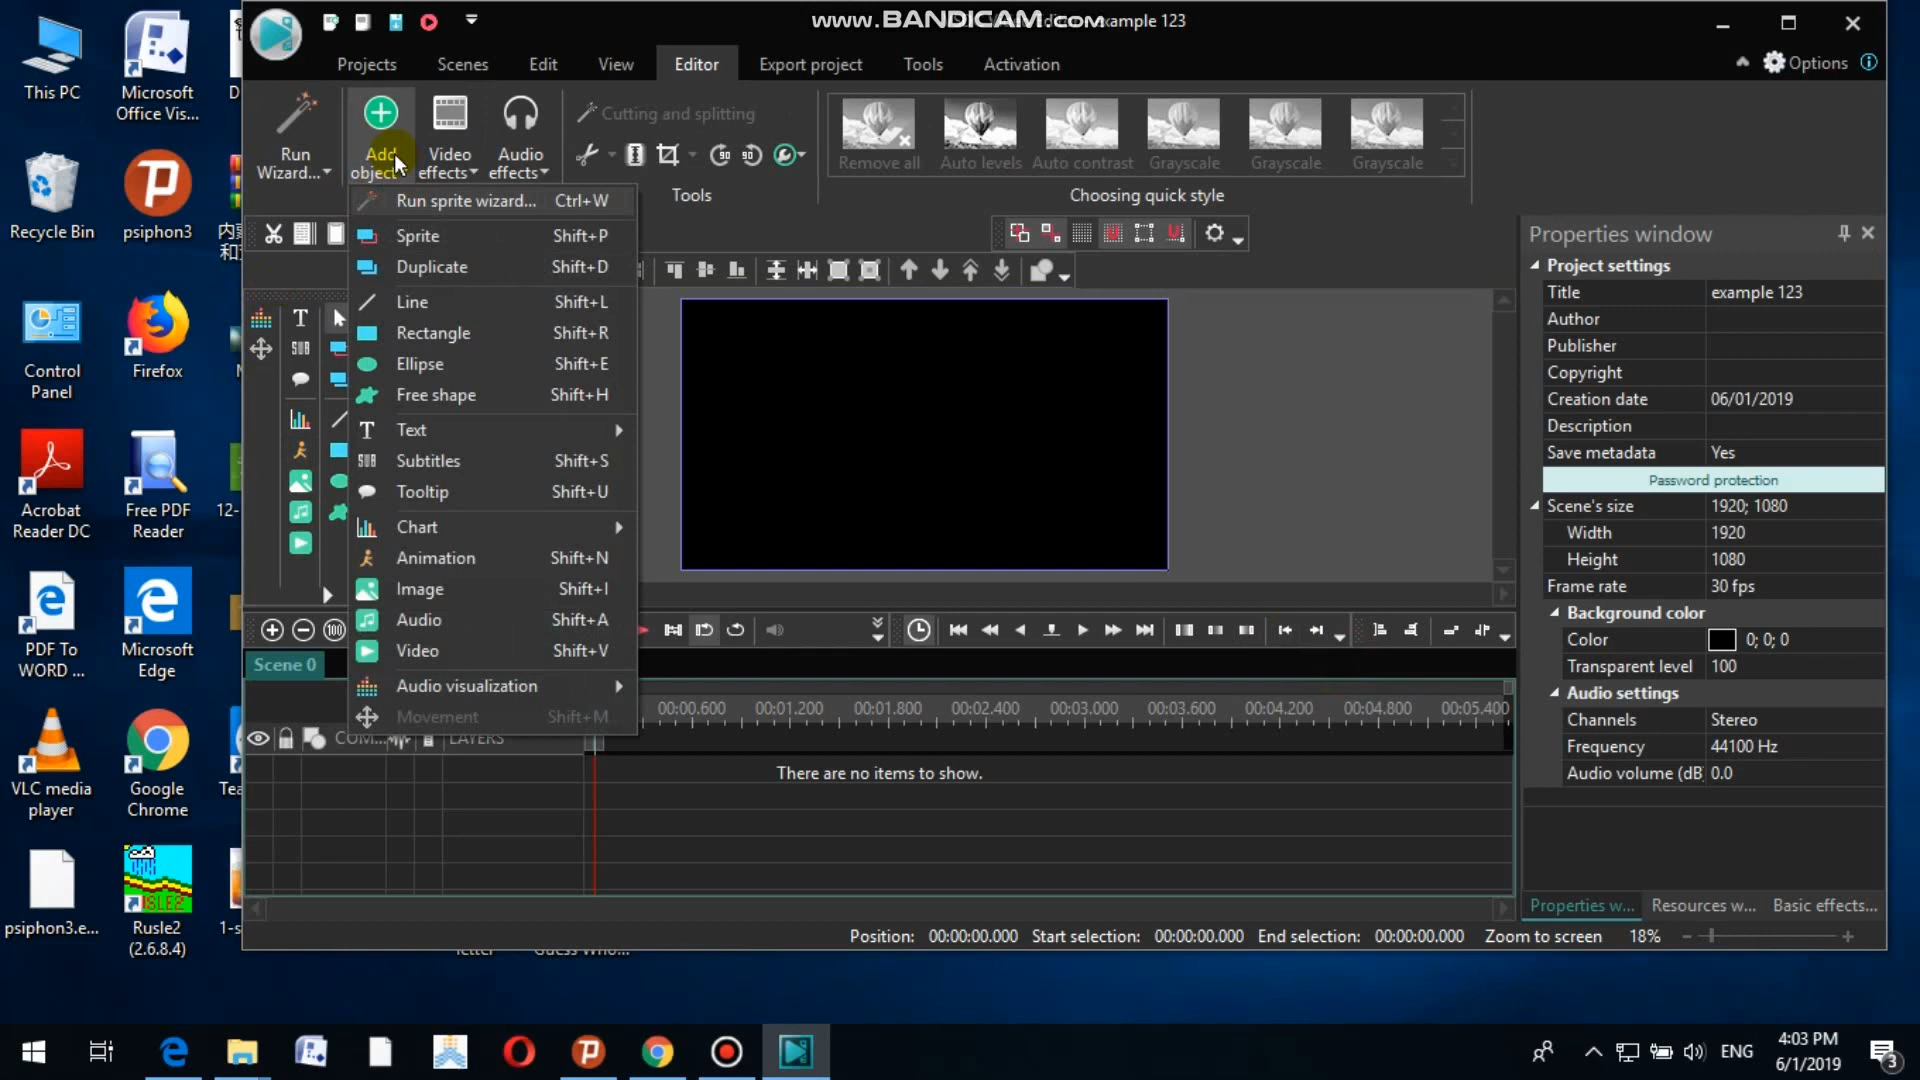 www.BANDICAM.com
example 123
Projects
Scenes
Edit
View
Editor
Export project
Tools
Activation
Options
Run Wizard...
Add object
Video effects
Audio effects
Cutting and splitting
Tools
Remove all
Auto levels
Auto contrast
Grayscale
Grayscale
Grayscale
Choosing quick style
Run sprite wizard... Ctrl+W
Sprite Shift+P
Duplicate Shift+D
Line Shift+L
Rectangle Shift+R
Ellipse Shift+E
Free shape Shift+H
Text
Subtitles Shift+S
Tooltip Shift+U
Chart
Animation Shift+N
Image Shift+I
Audio Shift+A
Video Shift+V
Audio visualization
Movement Shift+M
Properties window
Project settings
Title example 123
Author
Publisher
Copyright
Creation date 06/01/2019
Description
Save metadata Yes
Password protection
Scene's size 1920; 1080
Width 1920
Height 1080
Frame rate 30 fps
Background color
Color 0; 0; 0
Transparent level 100
Audio settings
Channels Stereo
Frequency 44100 Hz
Audio volume (dB 0.0
Properties w...
Resources w...
Basic effects...
Scene 0
00:00.600 00:01.200 00:01.800 00:02.400 00:03.000 00:03.600 00:04.200 00:04.800 00:05.400
COM...
LAYERS
There are no items to show.
Position: 00:00:00.000 Start selection: 00:00:00.000 End selection: 00:00:00.000 Zoom to screen 18%
This PC
Microsoft Office Vis...
Recycle Bin
psiphon3
Control Panel
Firefox
Acrobat Reader DC
Free PDF Reader
12-
PDF To WORD ...
Microsoft Edge
VLC media player
Google Chrome
Tea
psiphon3.e...
Rusle2 (2.6.8.4)
1-s
ENG
4:03 PM
6/1/2019
3